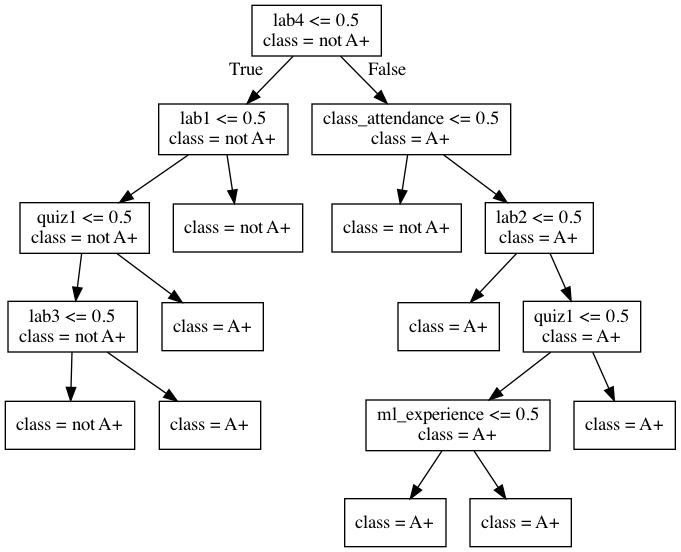 lab4 <= 0.5
class = not A+
True
False
lab1 <= 0.5
class = not A+
class_attendance <= 0.5
class = A+
quiz1 <= 0.5
class = not A+
class = not A+
class = not A+
lab2 <= 0.5
class = A+
lab3 <= 0.5
class = not A+
class = A+
class = A+
quiz1 <= 0.5
class = A+
class = not A+
class = A+
ml_experience <= 0.5
class = A+
class = A+
class = A+
class = A+